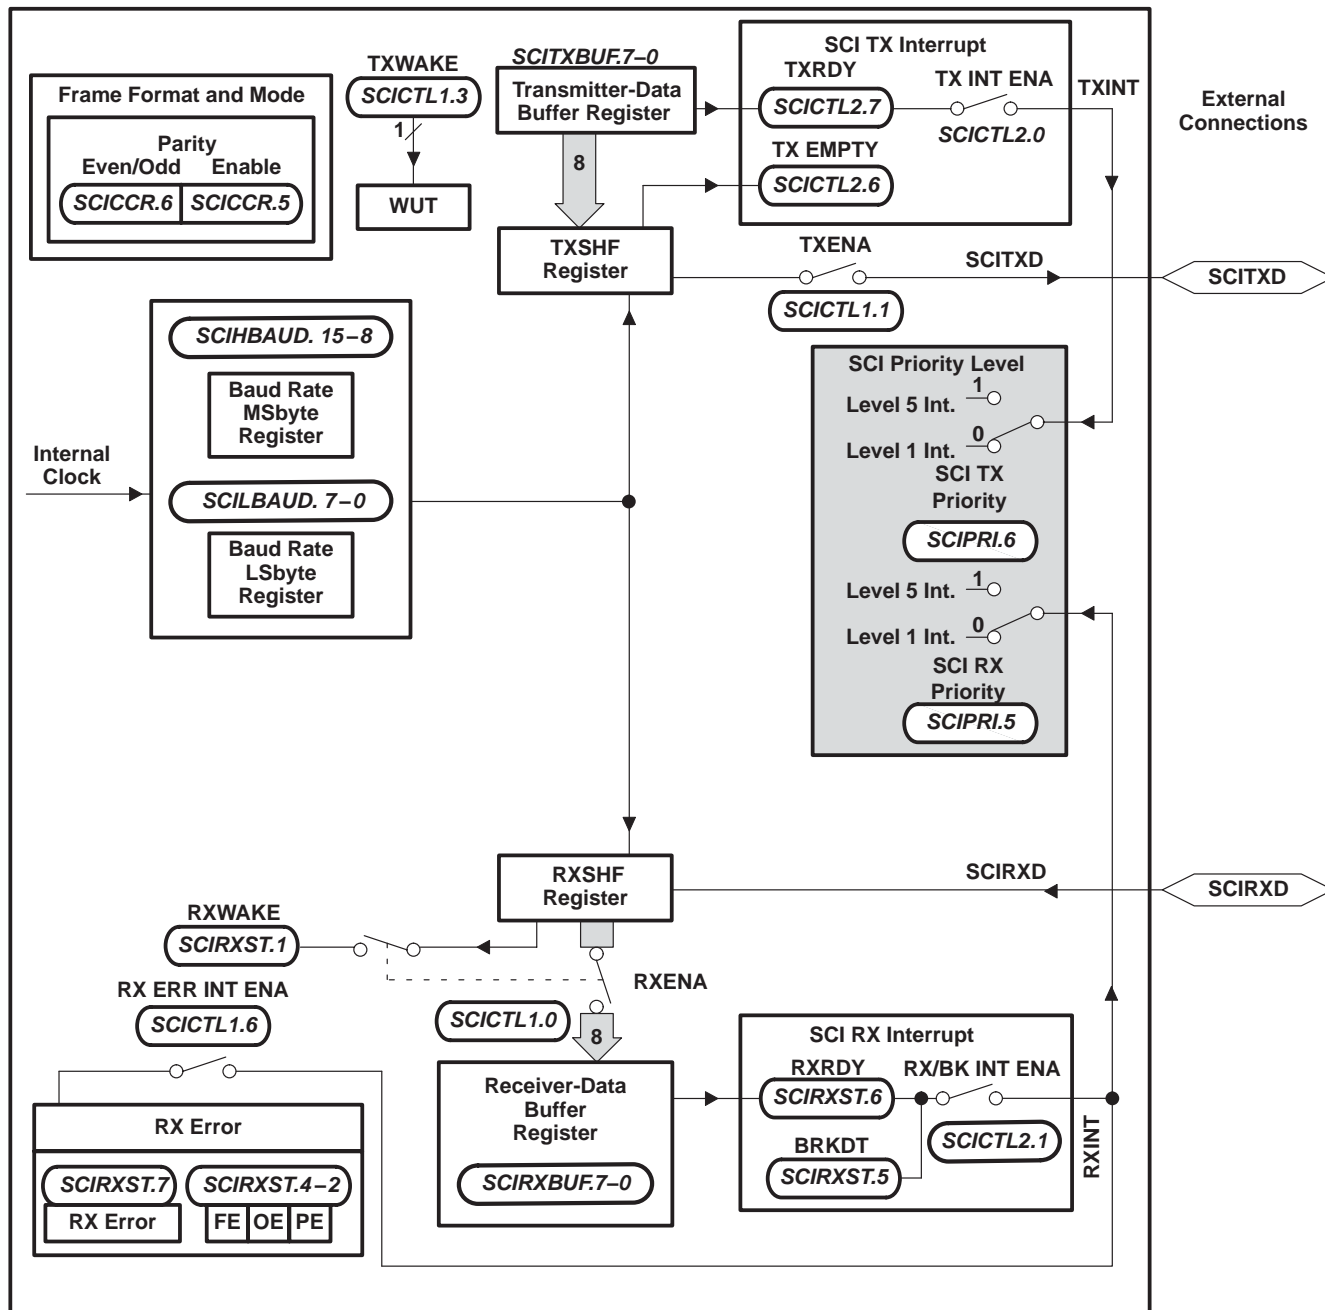 SCI TX Interrupt
SCITXBUF.7–0
TXWAKE
TXRDY
TX INT ENA
TXINT
SCICTL1.3
Transmitter-Data
Buffer Register
SCICTL2.7
SCICTL2.0
External
Connections
Frame Format and Mode
1
Parity
Even/Odd Enable
SCICCR.6 SCICCR.5
8
TX EMPTY
SCICTL2.6
WUT
TXSHF
Register
TXENA
SCITXD
SCITXD
SCICTL1.1
SCIHBAUD. 15–8
Baud Rate
MSbyte
Register
Internal
Clock
SCILBAUD. 7–0
Baud Rate
LSbyte
Register
SCI Priority Level
1
Level 5 Int.
0
Level 1 Int.
SCI TX
Priority
SCIPRI.6
1
Level 5 Int.
0
Level 1 Int.
SCI RX
Priority
SCIPRI.5
RXSHF
Register
SCIRXD
SCIRXD
RXWAKE
SCIRXST.1
RXENA
RX ERR INT ENA
SCICTL1.6
SCICTL1.0
8
SCI RX Interrupt
RXRDY
RX/BK INT ENA
Receiver-Data
Buffer
Register
SCIRXST.6
SCICTL2.1
BRKDT
SCIRXST.5
RXINT
SCIRXBUF.7–0
RX Error
SCIRXST.7 SCIRXST.4–2
RX Error FE OE PE